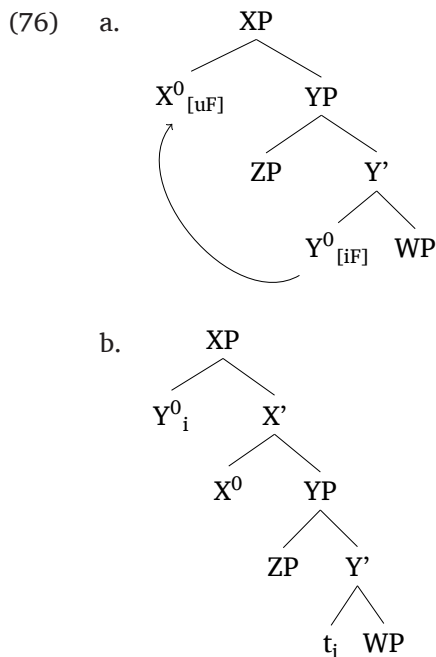 (76) a. XP
X⁰[uF] YP
ZP Y’
Y⁰[iF] WP
b. XP
Y⁰i X’
X⁰ YP
ZP Y’
ti WP